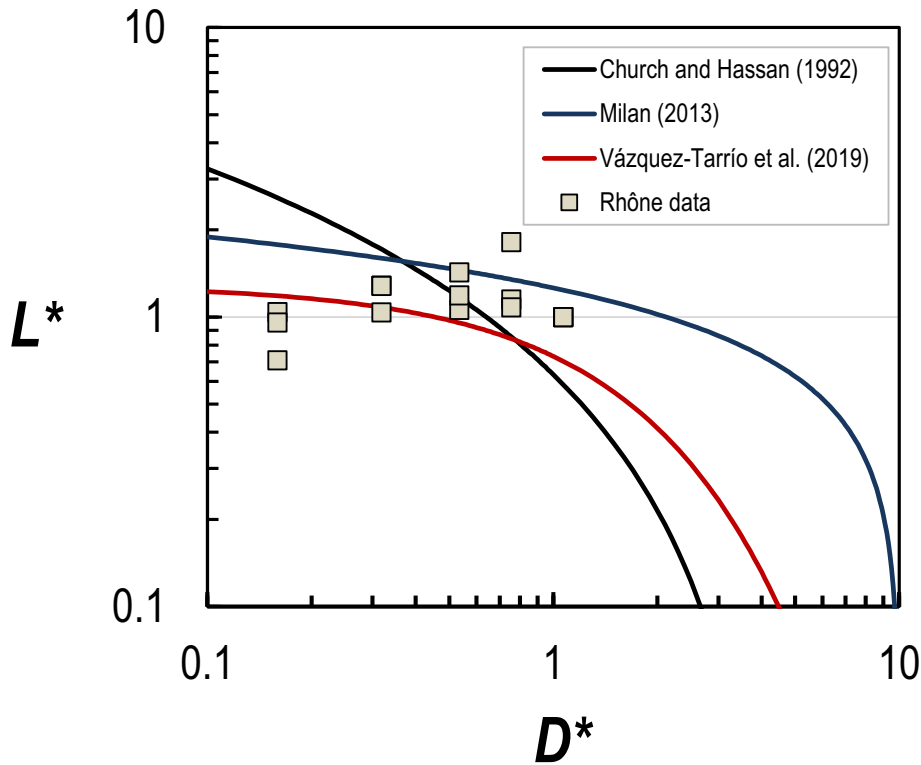 10
Church and Hassan (1992)
Milan (2013)
Vázquez-Tarrío et al. (2019)
Rhône data
L*
1
0.1
0.1
1
10
D*